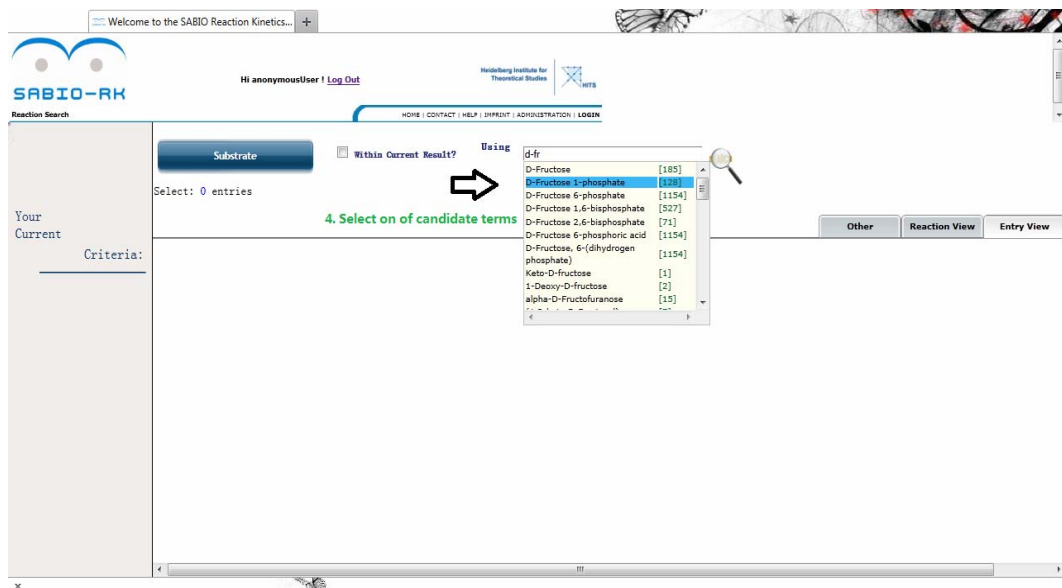 Welcome to the SABIO Reaction Kinetics... +
SABIO-RK
Hi anonymousUser ! Log Out
Heidelberg Institute for
Theoretical Studies
HITS
Reaction Search
HOME | CONTACT | HELP | IMPRINT | ADMINISTRATION | LOGIN
Substrate
Within Current Result?
Using
d-fr
Select: 0 entries
D-Fructose [185]
D-Fructose 1-phosphate [128]
D-Fructose 6-phosphate [1154]
D-Fructose 1,6-bisphosphate [527]
D-Fructose 2,6-bisphosphate [71]
D-Fructose 6-phosphoric acid [1154]
D-Fructose, 6-(dihydrogen
phosphate) [1154]
Keto-D-fructose [1]
1-Deoxy-D-fructose [2]
alpha-D-Fructofuranose [15]
4. Select on of candidate terms
Your
Current
Criteria:
Other
Reaction View
Entry View